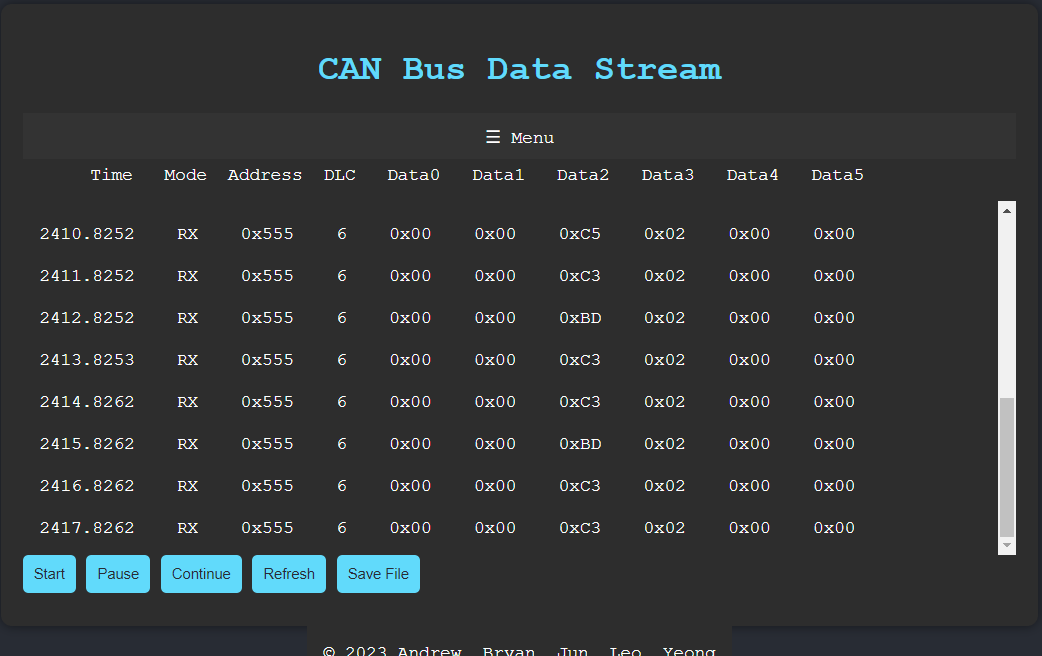 CAN Bus Data Stream
☰ Menu
Time Mode Address DLC Data0 Data1 Data2 Data3 Data4 Data5
2410.8252 RX 0x555 6 0x00 0x00 0xC5 0x02 0x00 0x00
2411.8252 RX 0x555 6 0x00 0x00 0xC3 0x02 0x00 0x00
2412.8252 RX 0x555 6 0x00 0x00 0xBD 0x02 0x00 0x00
2413.8253 RX 0x555 6 0x00 0x00 0xC3 0x02 0x00 0x00
2414.8262 RX 0x555 6 0x00 0x00 0xC3 0x02 0x00 0x00
2415.8262 RX 0x555 6 0x00 0x00 0xBD 0x02 0x00 0x00
2416.8262 RX 0x555 6 0x00 0x00 0xC3 0x02 0x00 0x00
2417.8262 RX 0x555 6 0x00 0x00 0xC3 0x02 0x00 0x00
Start Pause Continue Refresh Save File
© 2023 Andrew, Bryan, Jun, Leo, Yeong